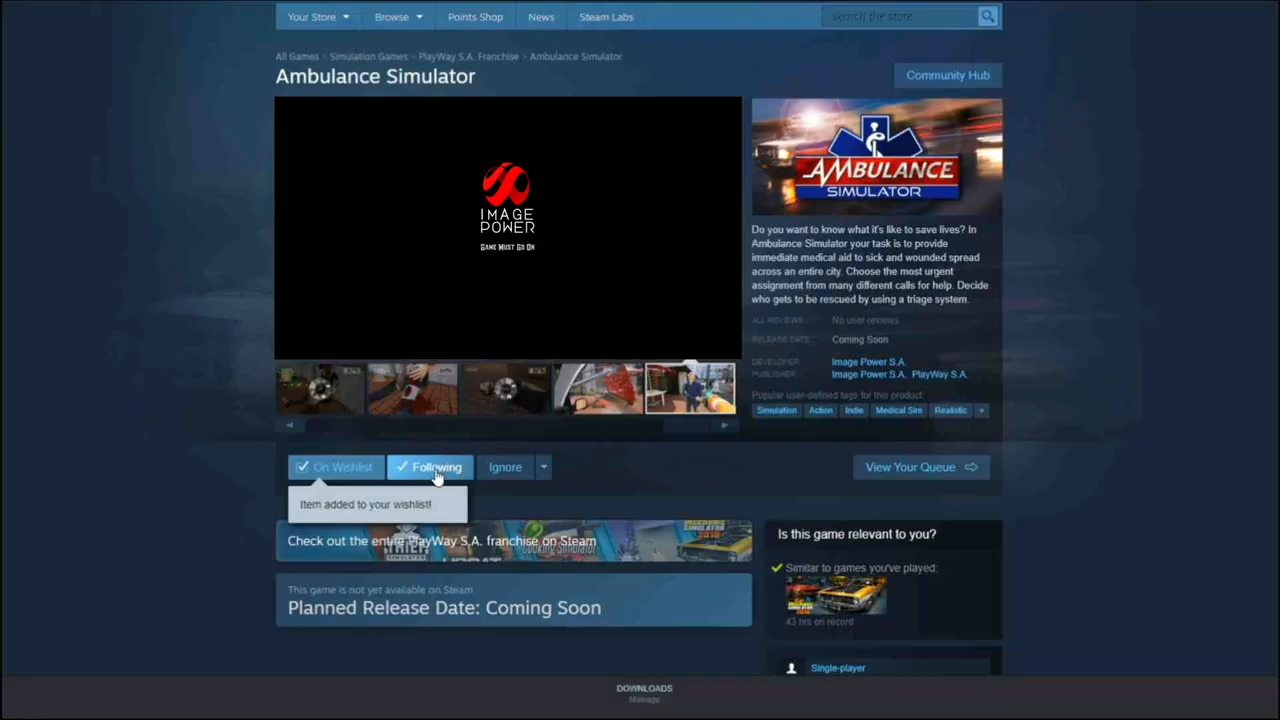 Your Store
Browse
Points Shop
News
Steam Labs
search the store
All Games > Simulation Games > PlayWay S.A. Franchise > Ambulance Simulator
Ambulance Simulator
Community Hub
IMAGE
POWER
GAME MUST GO ON
AMBULANCE
SIMULATOR
Do you want to know what it's like to save lives? In
Ambulance Simulator your task is to provide
immediate medical aid to sick and wounded spread
across an entire city. Choose the most urgent
assignment from many different calls for help. Decide
who gets to be rescued by using a triage system.
ALL REVIEWS: No user reviews
RELEASE DATE: Coming Soon
DEVELOPER: Image Power S.A.
PUBLISHER: Image Power S.A. PlayWay S.A.
Popular user-defined tags for this product:
Simulation Action Indie Medical Sim Realistic +
On Wishlist
Following
Ignore
View Your Queue
Item added to your wishlist!
Check out the entire PlayWay S.A. franchise on Steam
Is this game relevant to you?
Similar to games you've played:
43 hrs on record
This game is not yet available on Steam
Planned Release Date: Coming Soon
Single-player
DOWNLOADS
Manage